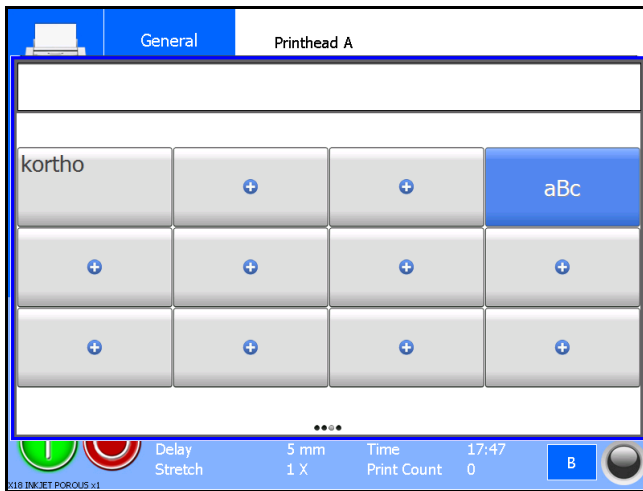 General
Printhead A
kortho
aBc
Delay 5 mm Time 17:47
Stretch 1 X Print Count 0
B
X18 INKJET POROUS x1